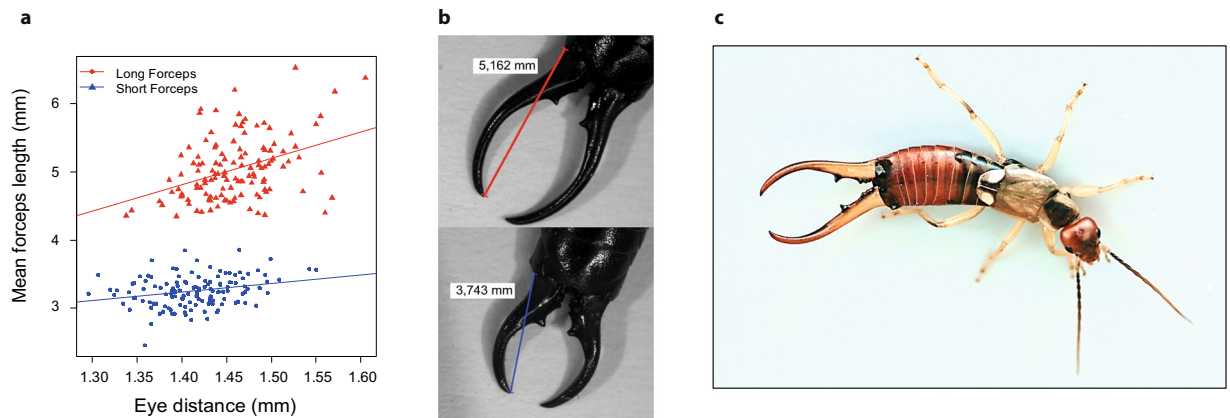 a
Long Forceps
Short Forceps
Mean forceps length (mm)
6
5
4
3
1.30 1.35 1.40 1.45 1.50 1.55 1.60
Eye distance (mm)
b
5,162 mm
3,743 mm
c